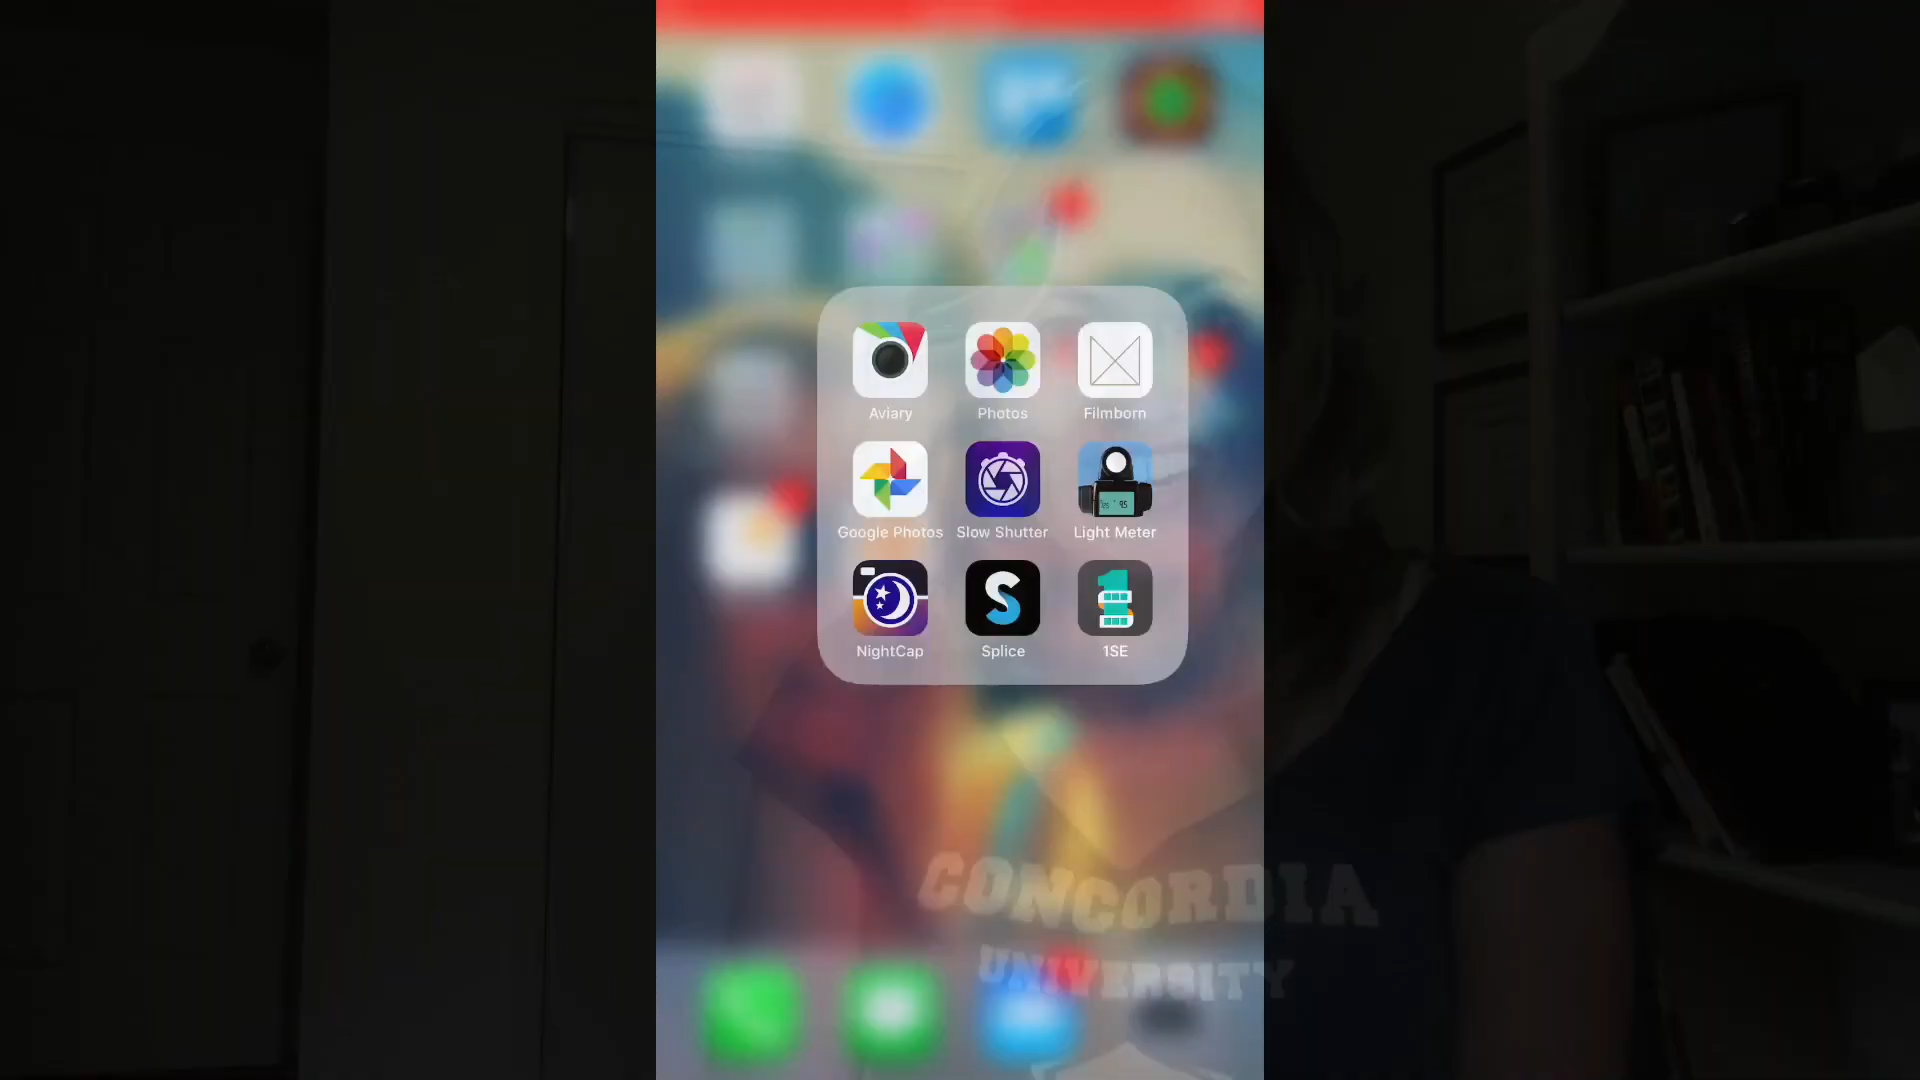 Aviary Photos Filmborn
Google Photos Slow Shutter Light Meter
NightCap Splice 1SE
CONCORDIA
UNIVERSITY